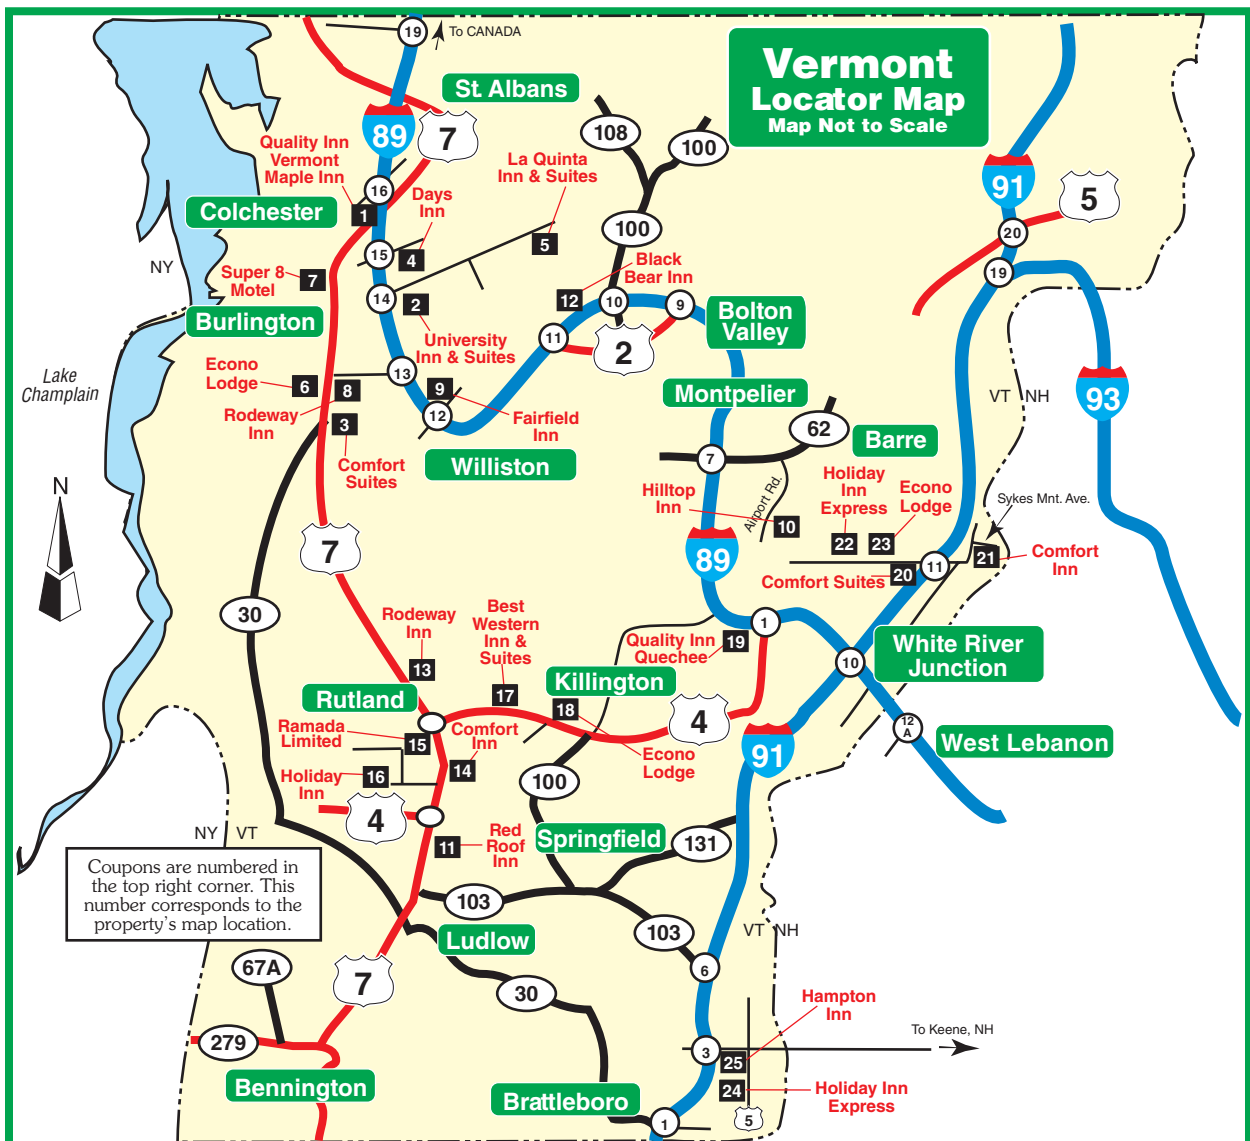 Vermont
Locator Map
Map Not to Scale
19
To CANADA
St. Albans
89
7
108
100
91
5
Quality Inn
Vermont
Maple Inn
La Quinta
Inn & Suites
16
Days
Inn
1
Colchester
100
20
15
4
5
NY
Super 8
Motel
7
Black
Bear Inn
19
14
2
12
10
9
Bolton
Valley
Burlington
University
Inn & Suites
11
2
Lake
Champlain
Econo
Lodge
6
13
8
9
Montpelier
VT
NH
93
Rodeway
Inn
3
12
Fairfield
Inn
62
Barre
Comfort
Suites
Williston
7
Holiday
Inn
Express
Econo
Lodge
N
Hilltop
Inn
Airport Rd.
10
Sykes Mnt. Ave.
7
89
22
23
21
Comfort
Inn
Comfort Suites
20
11
30
Rodeway
Inn
Best
Western
Inn &
Suites
Quality Inn
Quechee
19
1
White River
Junction
10
13
Killington
Rutland
17
18
4
12
A
West Lebanon
Ramada
Limited
15
Comfort
Inn
Econo
Lodge
91
Holiday
Inn
16
14
100
4
NY
VT
Springfield
131
11
Red
Roof
Inn
Coupons are numbered in
the top right corner. This
number corresponds to the
property's map location.
103
103
VT
NH
Ludlow
67A
7
30
6
Hampton
Inn
279
To Keene, NH
3
25
Bennington
Brattleboro
24
Holiday Inn
Express
1
5